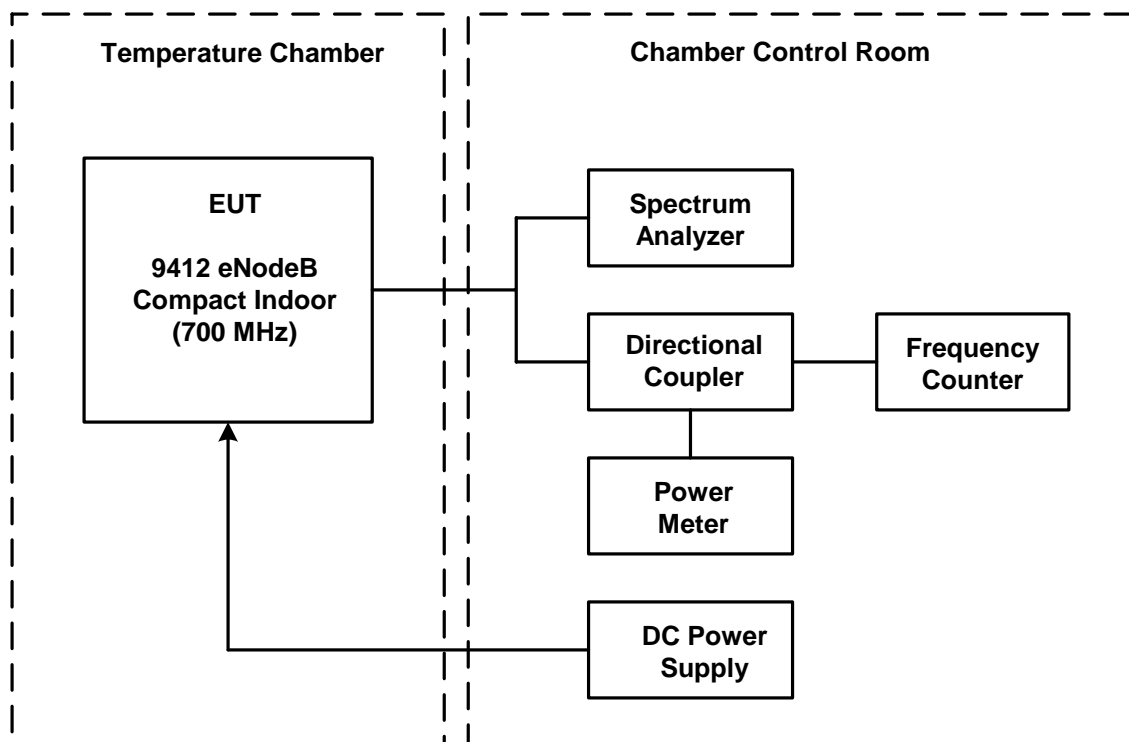 Temperature Chamber
Chamber Control Room
EUT
9412 eNodeB
Compact Indoor
(700 MHz)
Spectrum
Analyzer
Directional
Coupler
Frequency
Counter
Power
Meter
DC Power
Supply